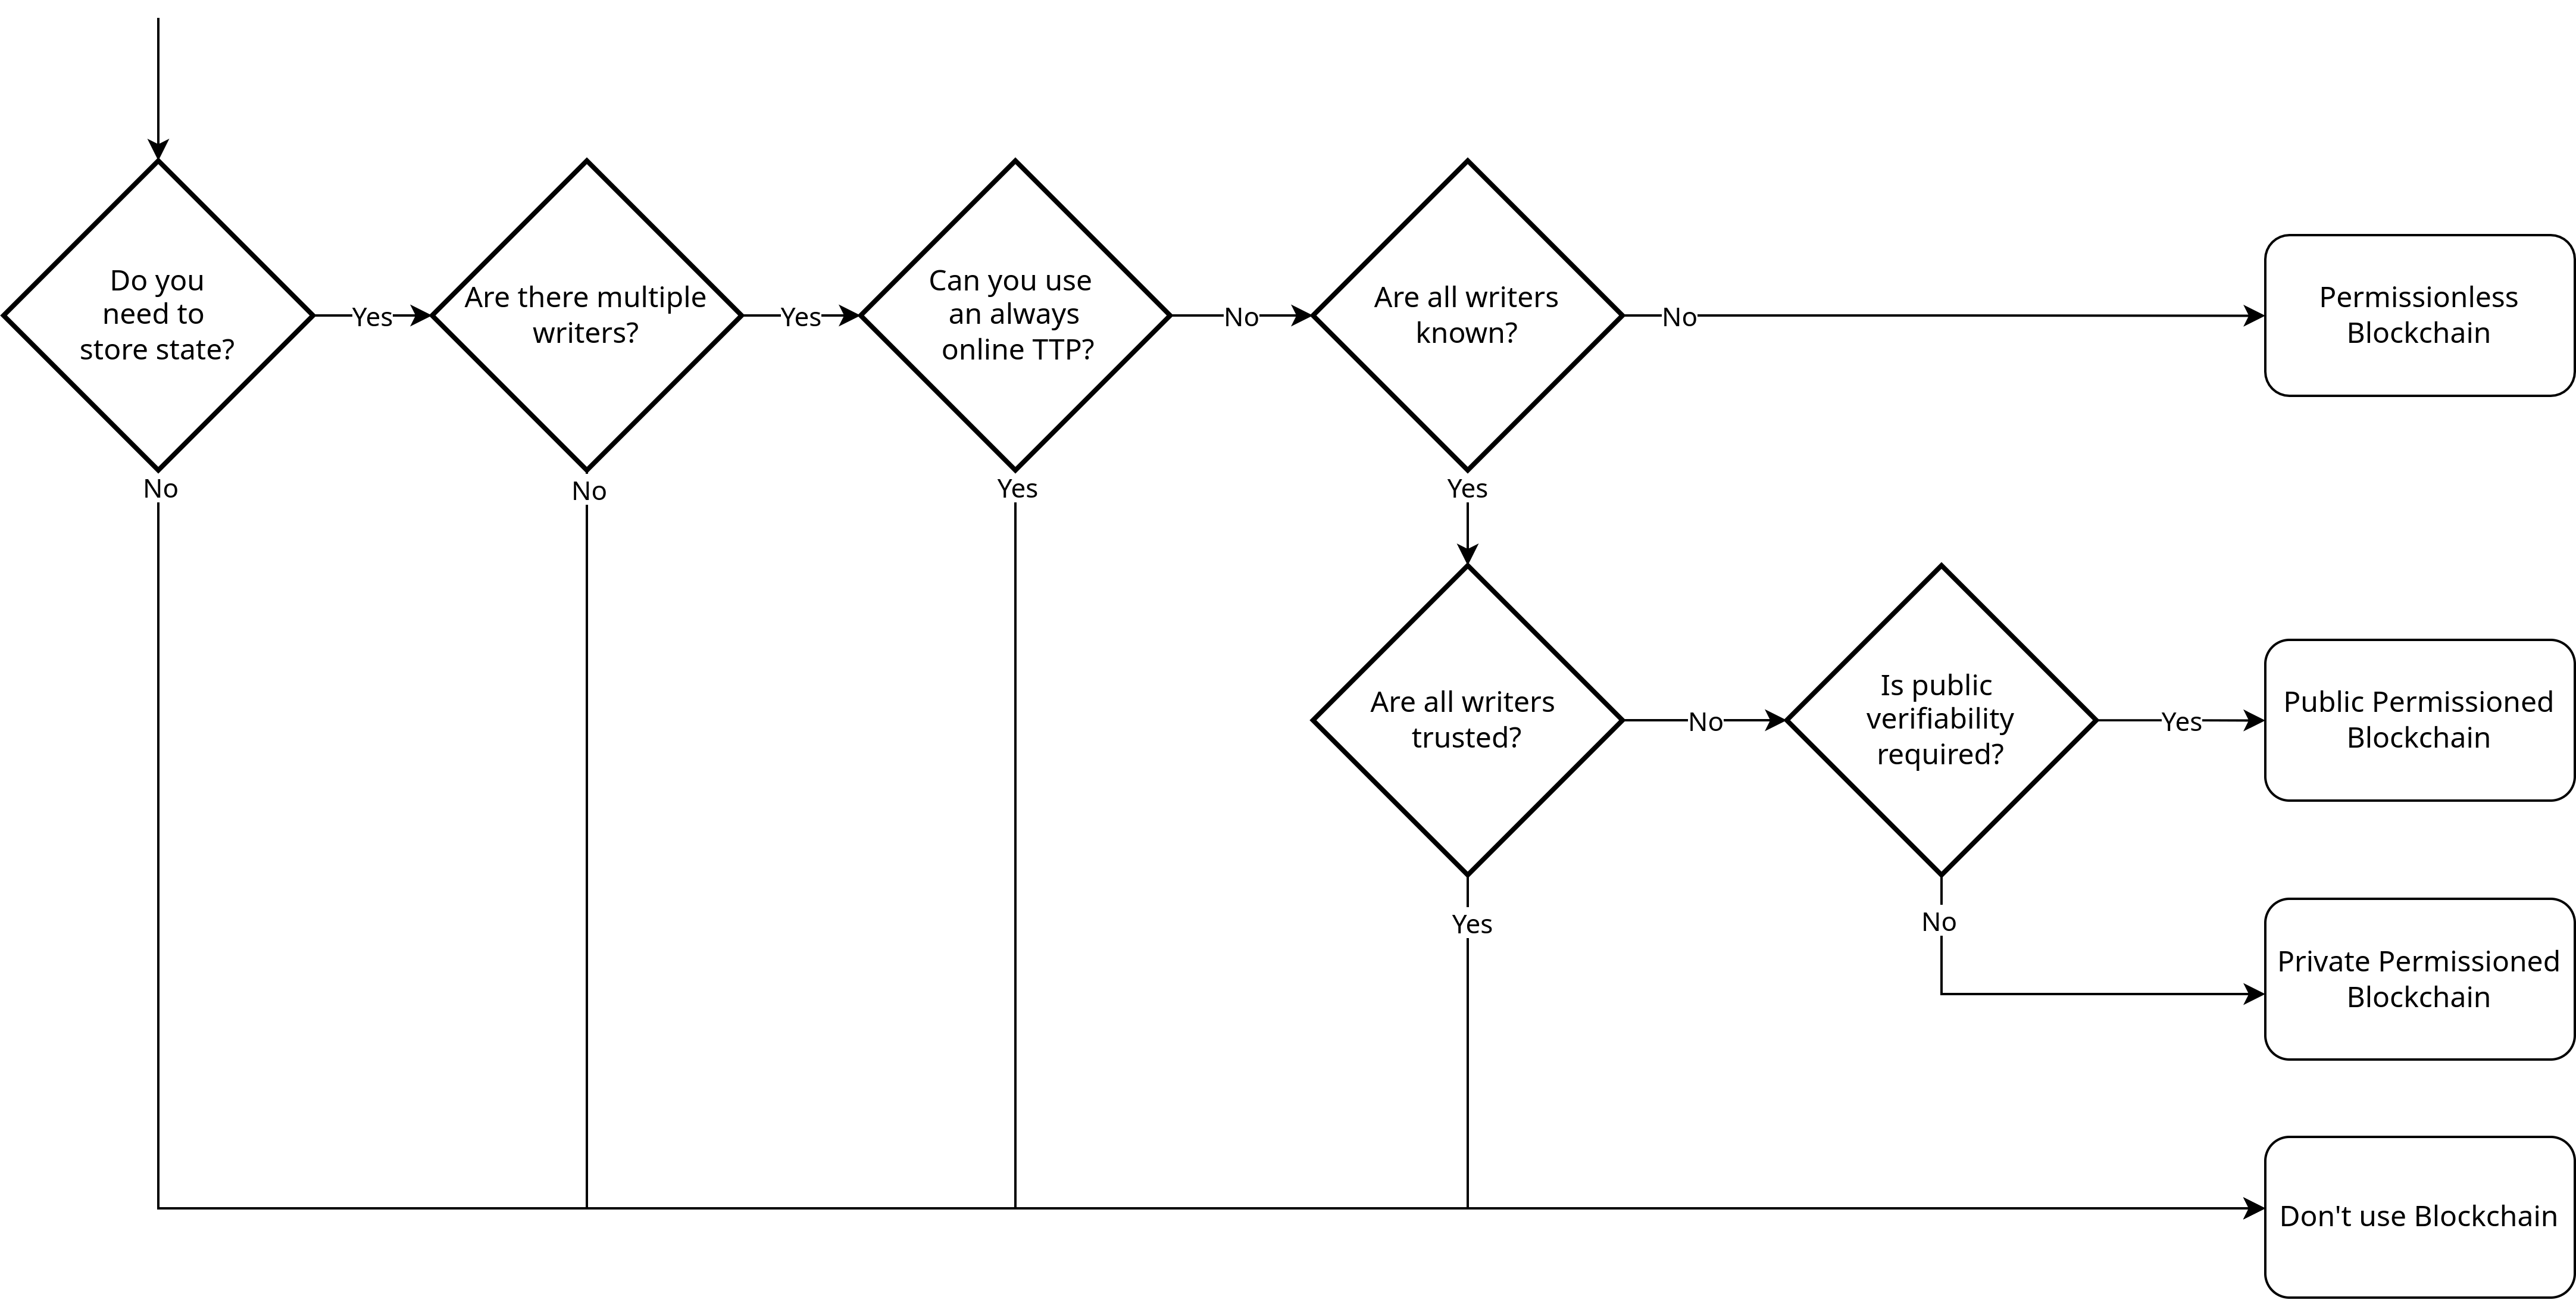 Do you
need to
store state?
Yes
Are there multiple
writers?
Yes
Can you use
an always
online TTP?
No
Are all writers
known?
No
Permissionless
Blockchain
No
No
Yes
Yes
Are all writers
trusted?
No
Is public
verifiability
required?
Yes
Public Permissioned
Blockchain
Yes
No
Private Permissioned
Blockchain
Don't use Blockchain